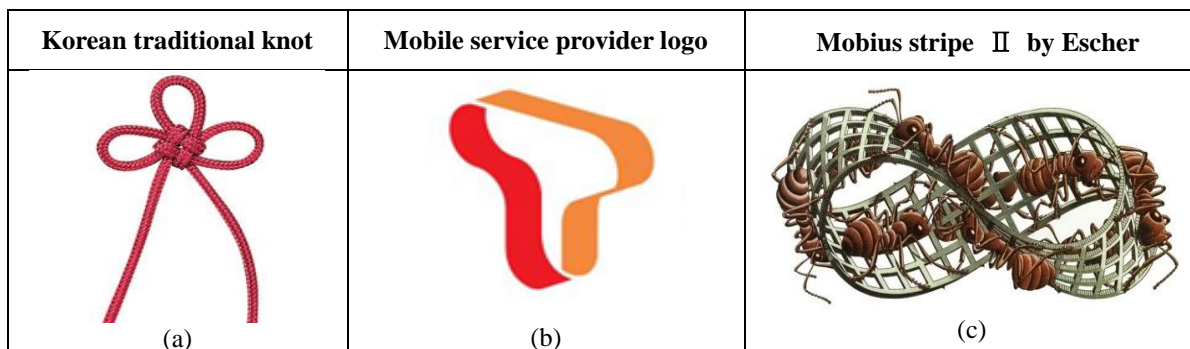 Korean traditional knot
Mobile service provider logo
Mobius stripe Ⅱ by Escher
(a)
(b)
(c)